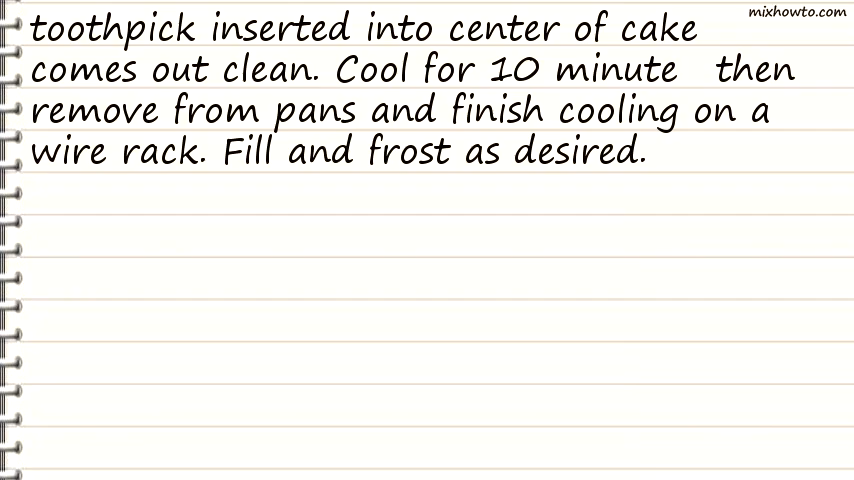 mixhowto.com
toothpick inserted into center of cake
comes out clean. Cool for 10 minute then
remove from pans and finish cooling on a
wire rack. Fill and frost as desired.